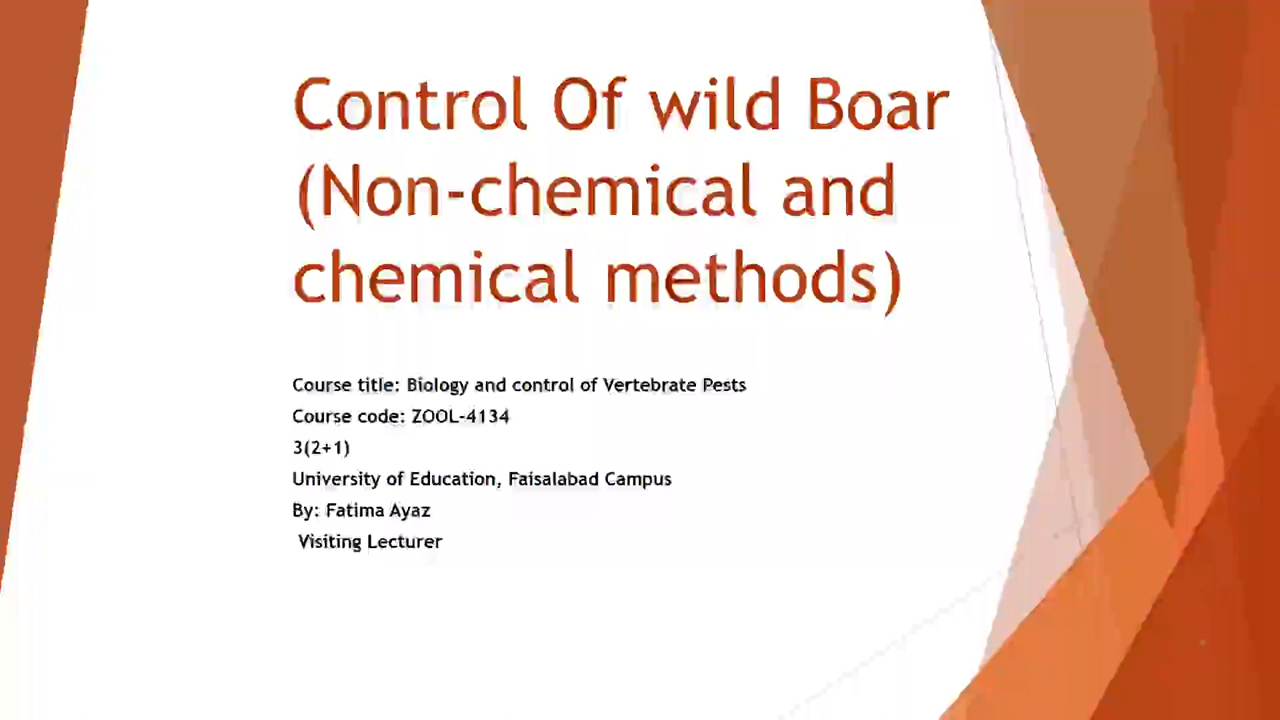 Control Of wild Boar
(Non-chemical and
chemical methods)
Course title: Biology and control of Vertebrate Pests
Course code: ZOOL-4134
3(2+1)
University of Education, Faisalabad Campus
By: Fatima Ayaz
Visiting Lecturer